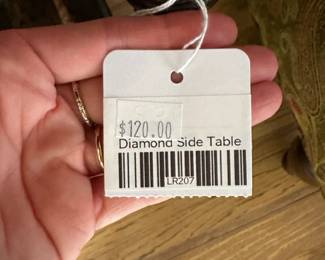 $120.00
Diamond Side Table
LR207